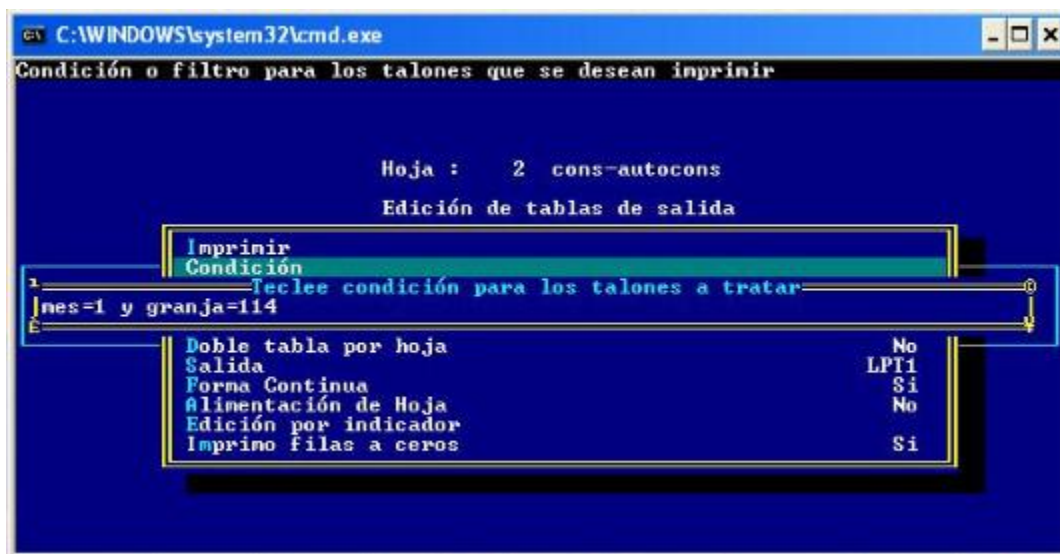 C:\WINDOWS\system32\cmd.exe
Condición o filtro para los talones que se desean imprimir
Hoja : 2 cons-autocons
Edición de tablas de salida
Imprimir
Condición
Teclee condición para los talones a tratar
mes=1 y granja=114
Doble tabla por hoja No
Salida LPT1
Forma Continua Si
Alimentación de Hoja No
Edición por indicador
Imprimo filas a ceros Si